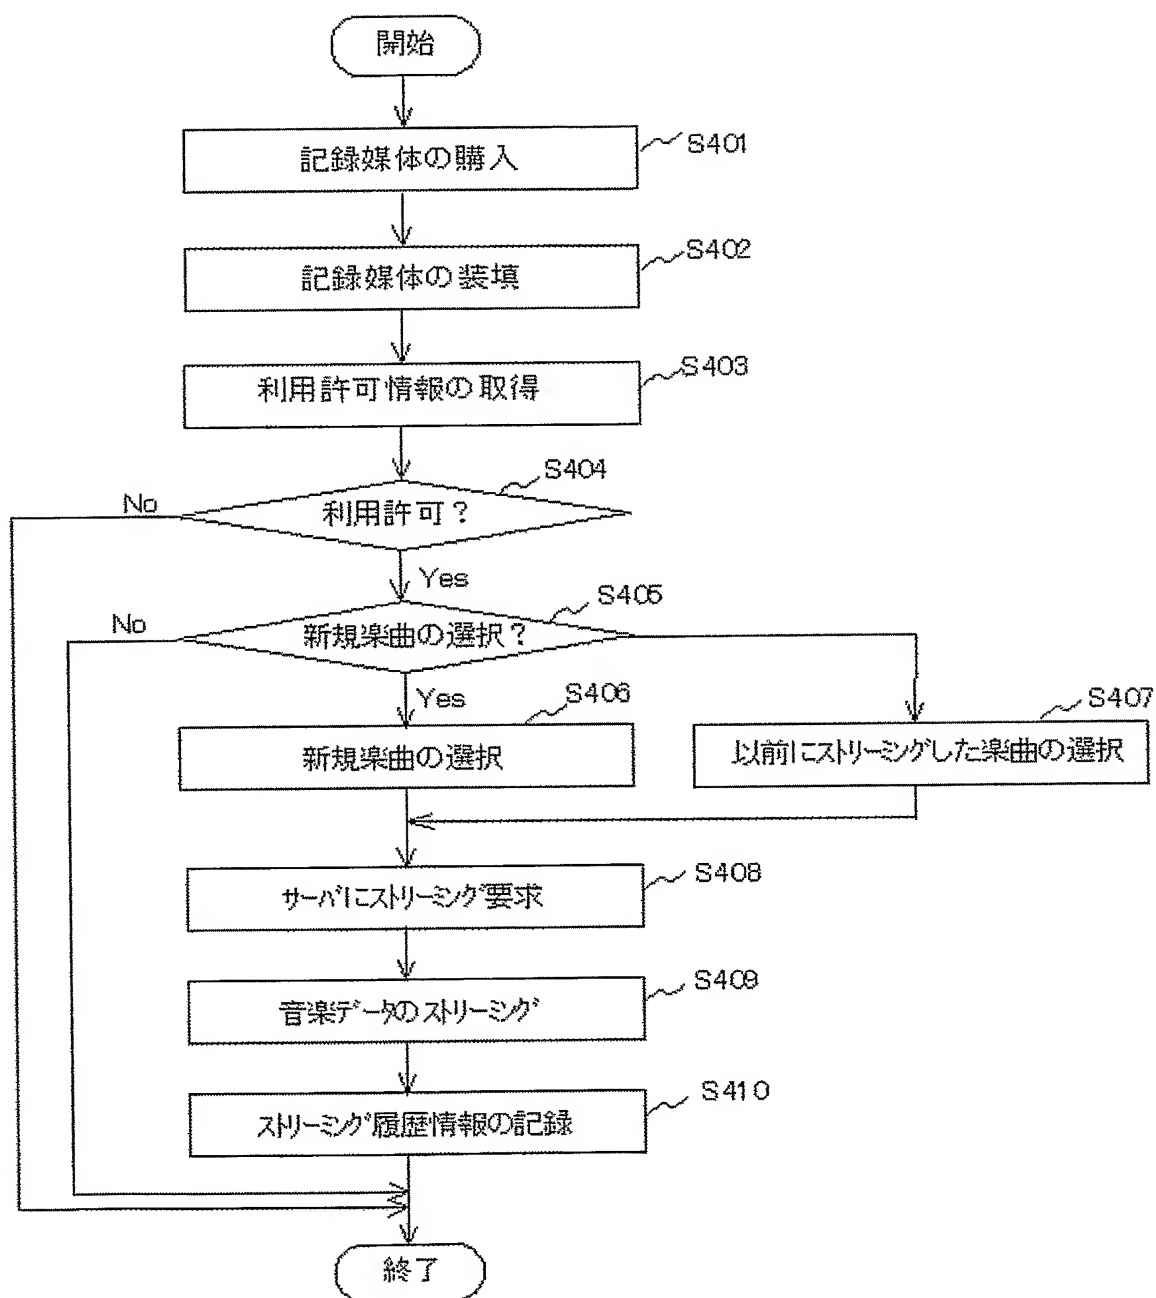 開始
記録媒体の購入
S401
記録媒体の装填
S402
利用許可情報の取得
S403
利用許可？
S404
No
Yes
新規楽曲の選択？
S405
No
Yes
新規楽曲の選択
S406
以前にストリーミングした楽曲の選択
S407
サーバにストリーミング要求
S408
音楽データのストリーミング
S409
ストリーミング履歴情報の記録
S410
終了